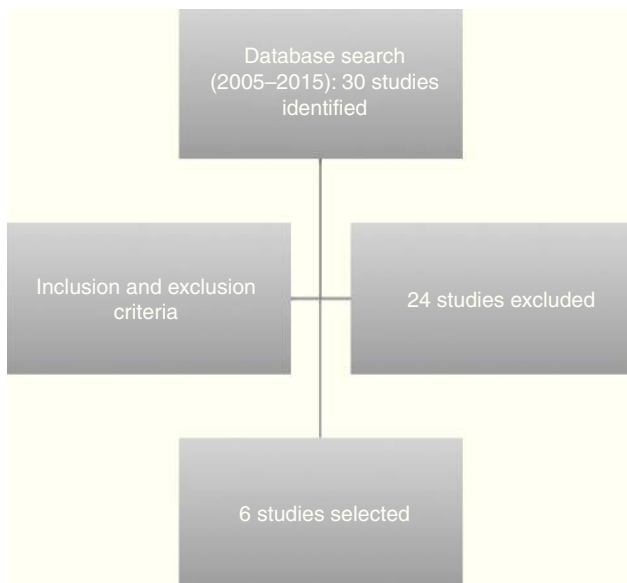 Database search
(2005–2015): 30 studies
identified
Inclusion and exclusion
criteria
24 studies excluded
6 studies selected